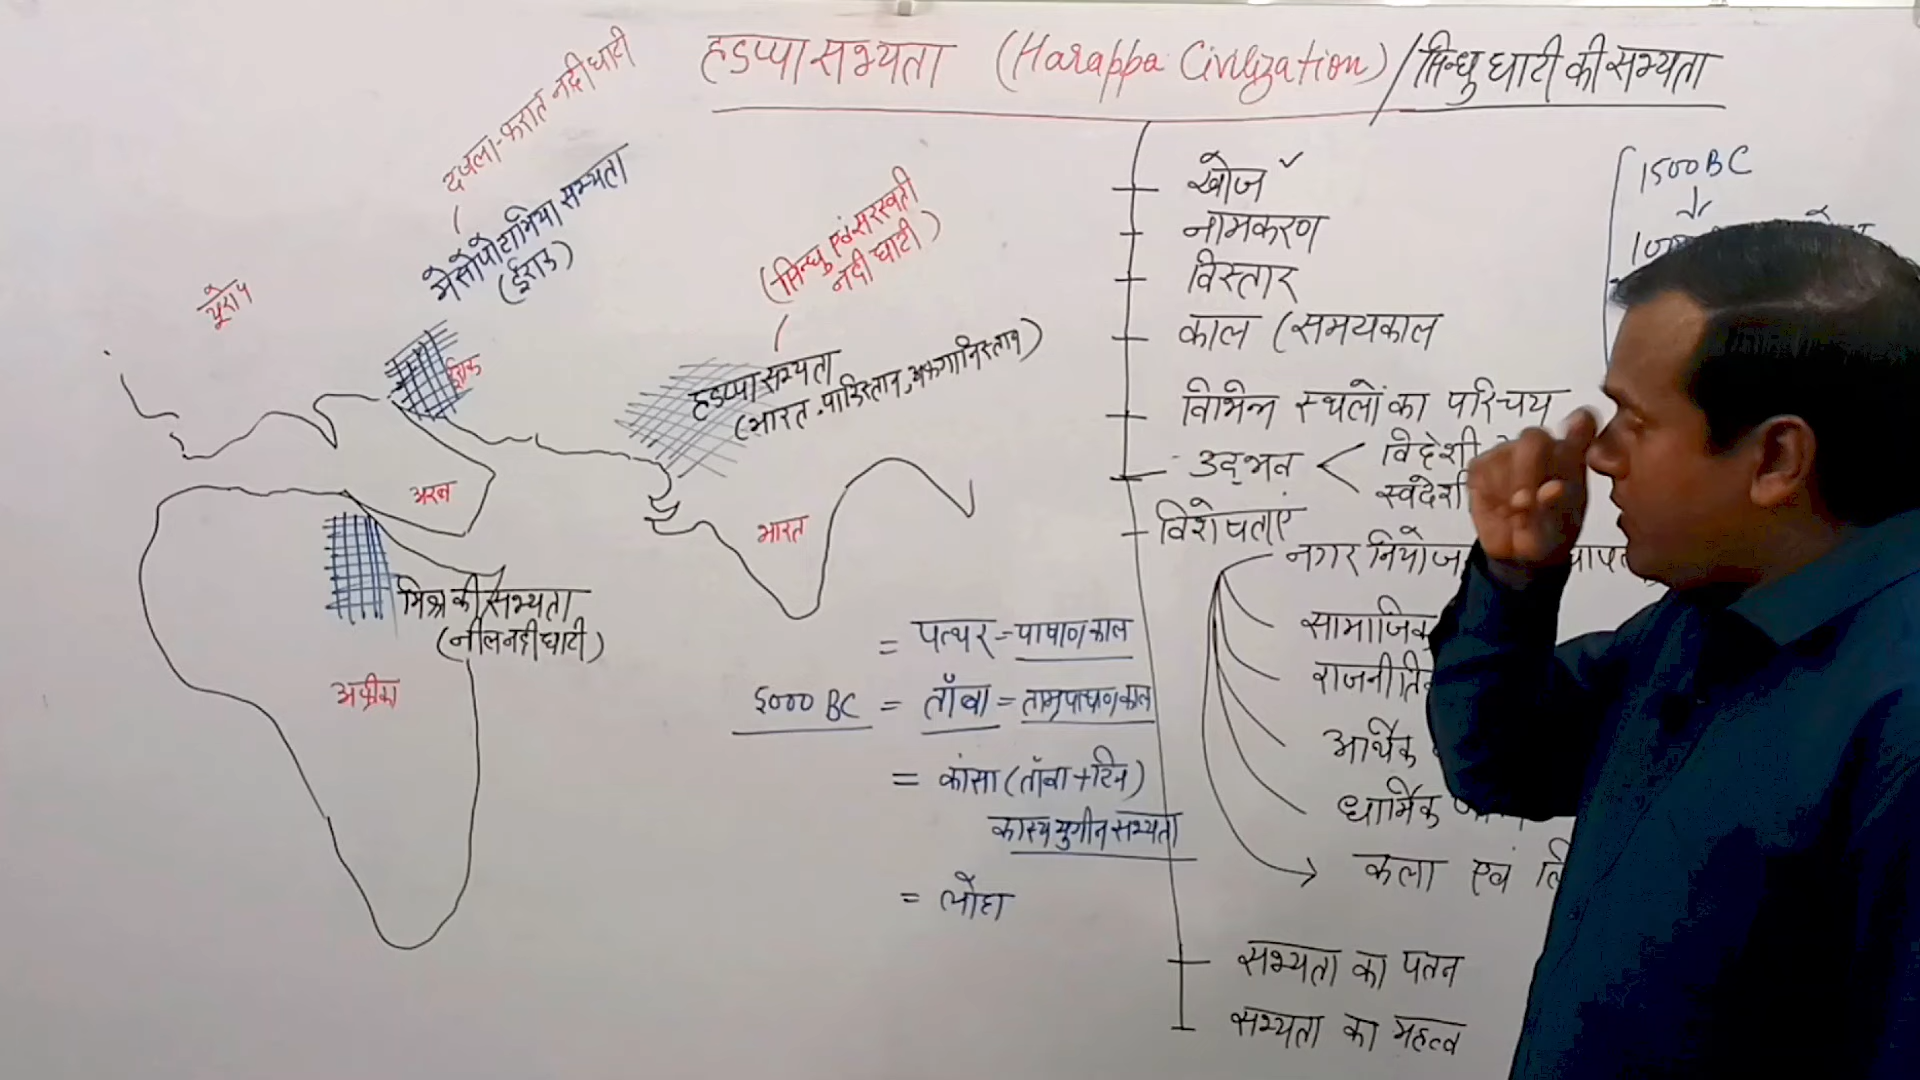 हडप्पा सभ्यता (Harappa Civilization) / सिन्धु घाटी की सभ्यता
दजला-फरात नदी घाटी
मेसोपोटामिया सभ्यता
(ईराक)
(सिन्धु एवं सरस्वती
नदी घाटी)
यूरोप
ईराक
हडप्पा सभ्यता
(भारत, पाकिस्तान, अफगानिस्तान)
अरब
भारत
मिश्र की सभ्यता
(नील नदी घाटी)
अफ्रीका
= पत्थर = पाषाण काल
5000 BC = ताँबा = ताम्रपाषाण काल
= कांसा (ताँबा + टिन)
कास्य युगीन सभ्यता
= लोहा
खोज
नामकरण
विस्तार
काल (समयकाल
विभिन्न स्थलों का परिचय
उद्भव < विदेशी
स्वदेशी
विशेषताएं
नगर नियोज
सामाजिक
राजनीति
आर्थिक
धार्मिक
कला एवं लि
सभ्यता का पतन
सभ्यता का महत्व
1500 BC